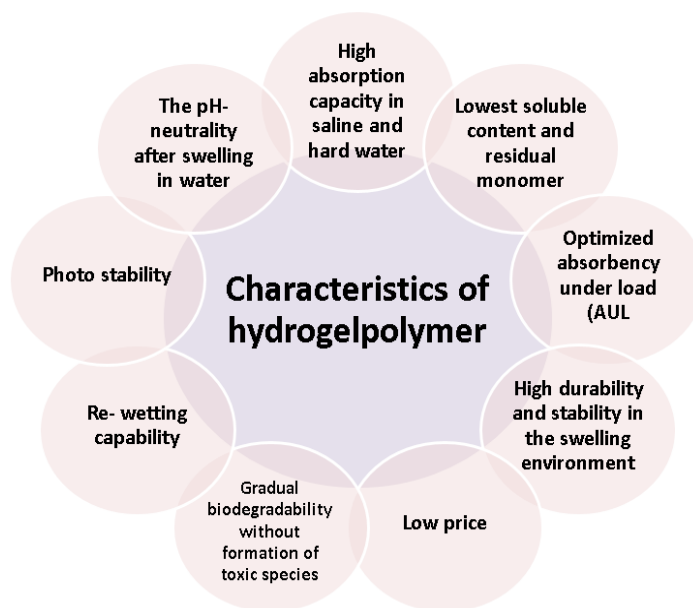 High
absorption
capacity in
saline and
hard water
Lowest soluble
content and
residual
monomer
Optimized
absorbency
under load
(AUL
High durability
and stability in
the swelling
environment
Low price
Gradual
biodegradability
without
formation of
toxic species
Re- wetting
capability
Photo stability
The pH-
neutrality
after swelling
in water
Characteristics of
hydrogelpolymer